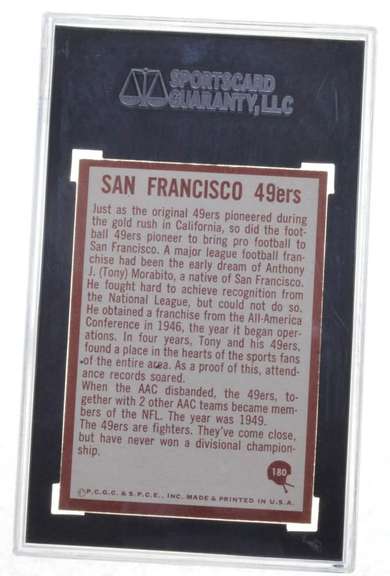 SPORTSCARD
GUARANTY, LLC
SAN FRANCISCO 49ers
Just as the original 49ers pioneered during
the gold rush in California, so did the foot-
ball 49ers pioneer to bring pro football to
San Francisco. A major league football fran-
chise had been the early dream of Anthony
J. (Tony) Morabito, a native of San Francisco.
He fought hard to achieve recognition from
the National League, but could not do so.
He obtained a franchise from the All-America
Conference in 1946, the year it began oper-
ations. In four years, Tony and his 49ers,
found a place in the hearts of the sports fans
of the entire area. As a proof of this, attend-
ance records soared.
When the AAC disbanded, the 49ers, to-
gether with 2 other AAC teams became mem-
bers of the NFL. The year was 1949.
The 49ers are fighters. They've come close,
but have never won a divisional champion-
ship.
180
©P.C.G.C. & S.P.C.E., INC. MADE & PRINTED IN U.S.A.